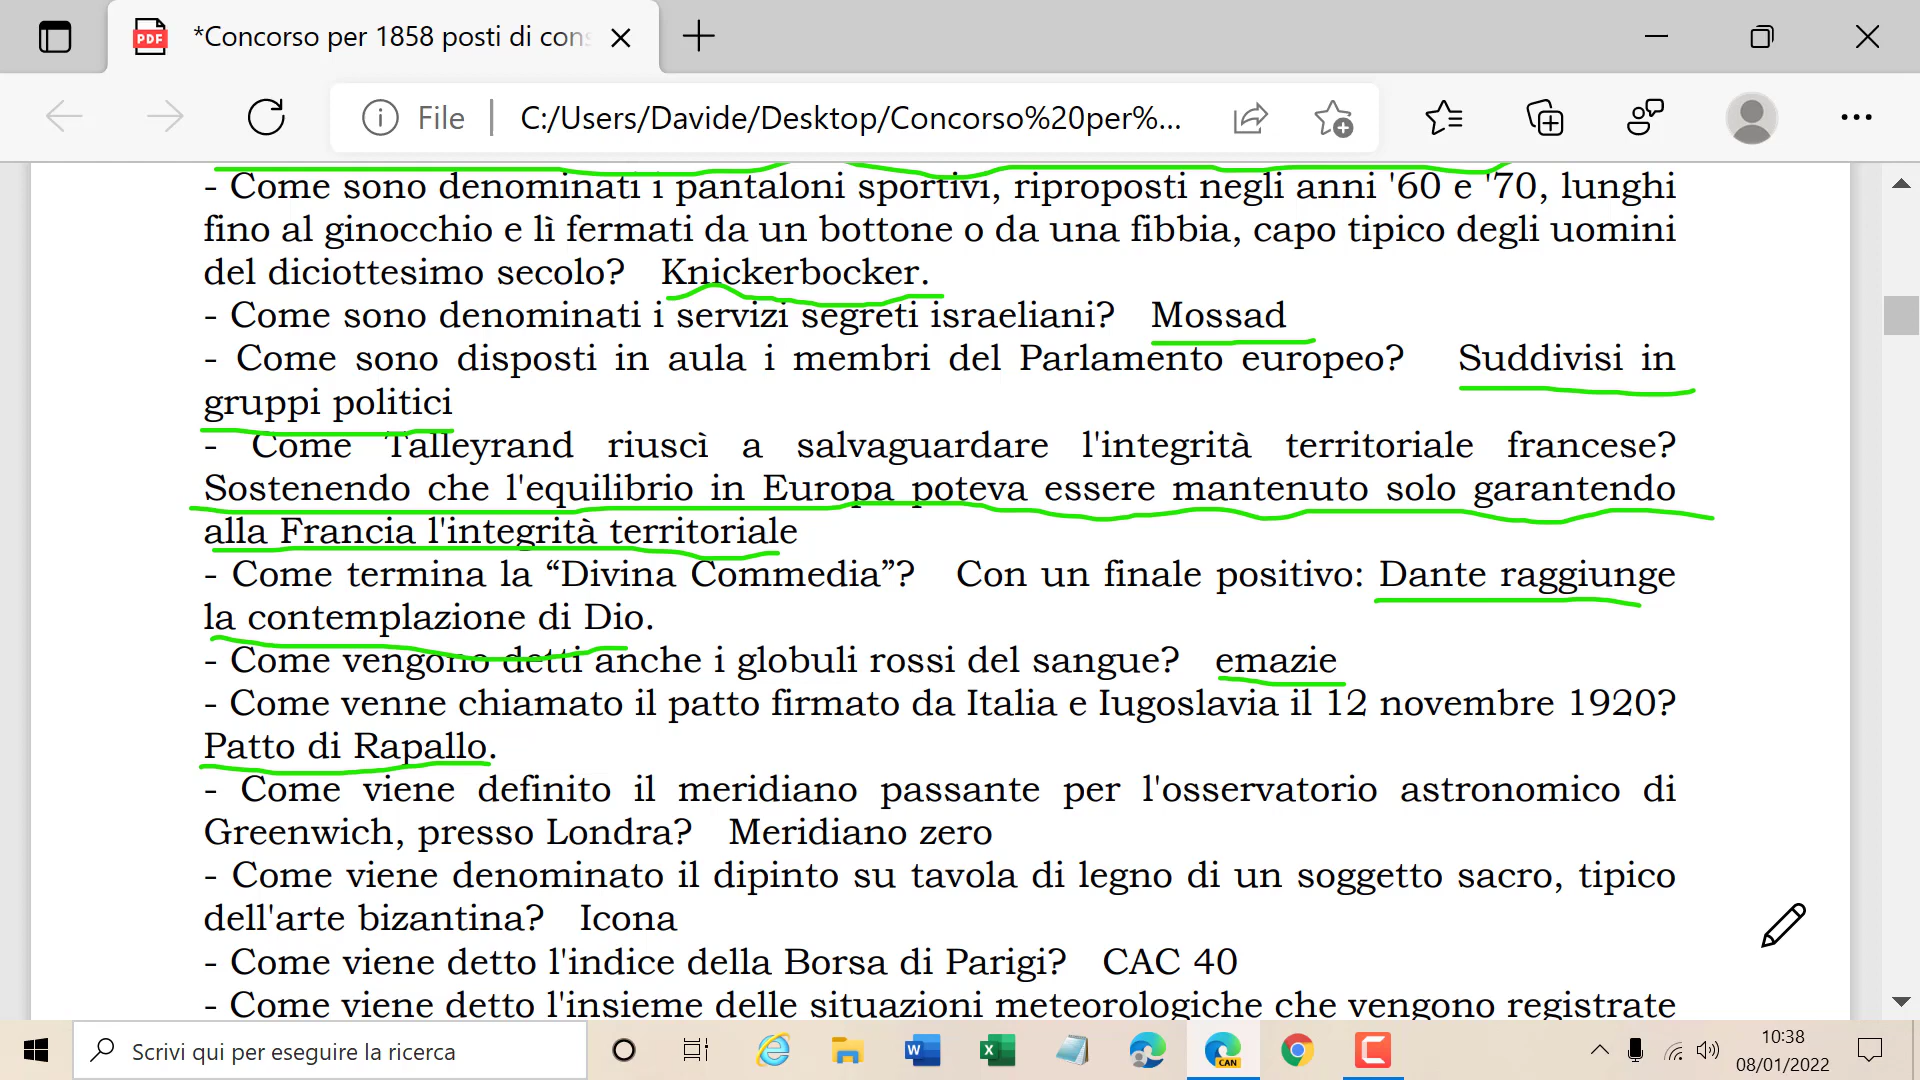 *Concorso per 1858 posti di cons
File
C:/Users/Davide/Desktop/Concorso%20per%...
- Come sono denominati i pantaloni sportivi, riproposti negli anni '60 e '70, lunghi
fino al ginocchio e lì fermati da un bottone o da una fibbia, capo tipico degli uomini
del diciottesimo secolo? Knickerbocker.
- Come sono denominati i servizi segreti israeliani? Mossad
- Come sono disposti in aula i membri del Parlamento europeo? Suddivisi in
gruppi politici
- Come Talleyrand riuscì a salvaguardare l'integrità territoriale francese?
Sostenendo che l'equilibrio in Europa poteva essere mantenuto solo garantendo
alla Francia l'integrità territoriale
- Come termina la “Divina Commedia”? Con un finale positivo: Dante raggiunge
la contemplazione di Dio.
- Come vengono detti anche i globuli rossi del sangue? emazie
- Come venne chiamato il patto firmato da Italia e Iugoslavia il 12 novembre 1920?
Patto di Rapallo.
- Come viene definito il meridiano passante per l'osservatorio astronomico di
Greenwich, presso Londra? Meridiano zero
- Come viene denominato il dipinto su tavola di legno di un soggetto sacro, tipico
dell'arte bizantina? Icona
- Come viene detto l'indice della Borsa di Parigi? CAC 40
- Come viene detto l'insieme delle situazioni meteorologiche che vengono registrate
Scrivi qui per eseguire la ricerca
10:38
08/01/2022